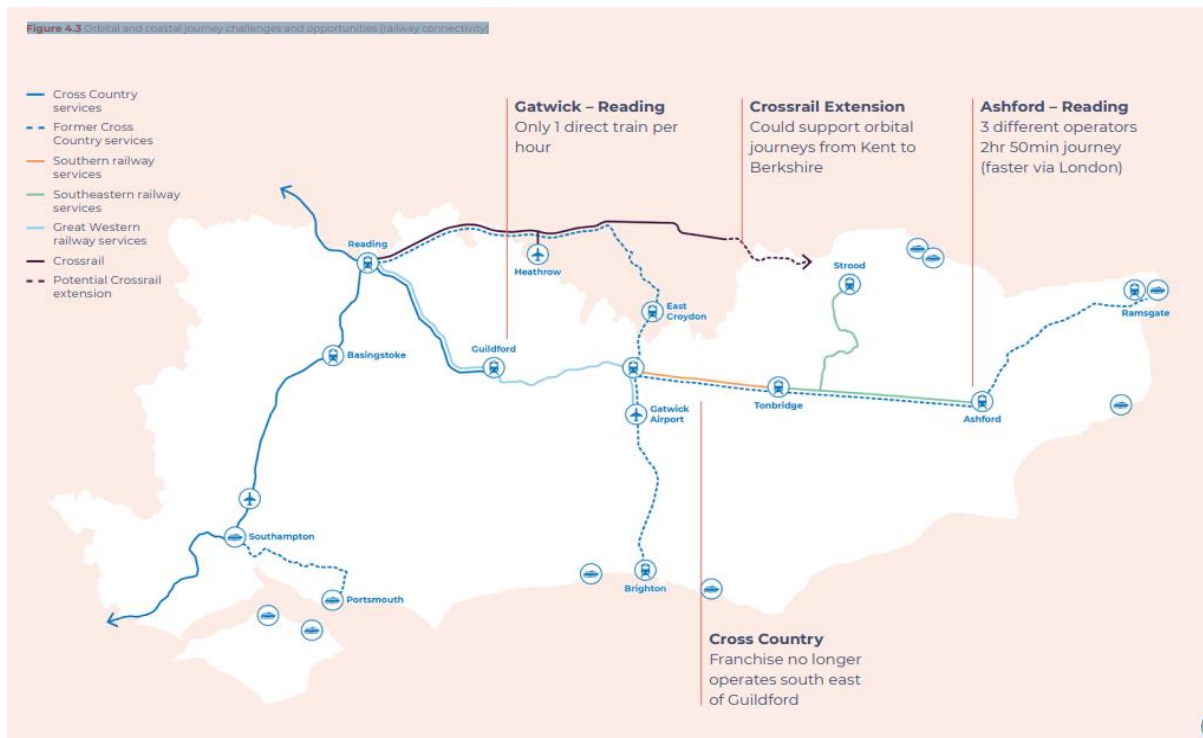 Figure 4.3 Orbital and coastal journey challenges and opportunities (railway connectivity)
Cross Country
services
Former Cross
Country services
Southern railway
services
Southeastern railway
services
Great Western
railway services
Crossrail
Potential Crossrail
extension
Gatwick – Reading
Only 1 direct train per
hour
Crossrail Extension
Could support orbital
journeys from Kent to
Berkshire
Ashford – Reading
3 different operators
2hr 50min journey
(faster via London)
Reading
Heathrow
Strood
East
Croydon
Ramsgate
Guildford
Basingstoke
Gatwick
Airport
Tonbridge
Ashford
Southampton
Brighton
Portsmouth
Cross Country
Franchise no longer
operates south east
of Guildford